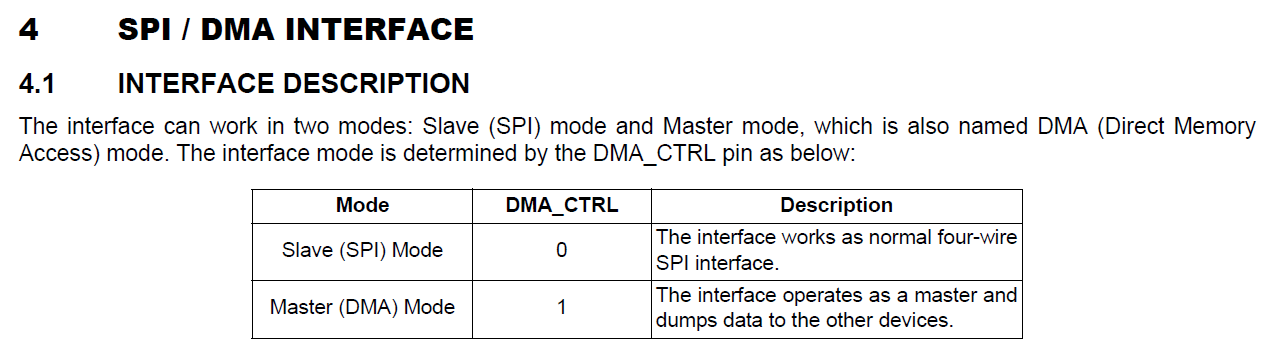 4 SPI / DMA INTERFACE
4.1 INTERFACE DESCRIPTION
The interface can work in two modes: Slave (SPI) mode and Master mode, which is also named DMA (Direct Memory
Access) mode. The interface mode is determined by the DMA_CTRL pin as below:
Mode DMA_CTRL Description
Slave (SPI) Mode 0 The interface works as normal four-wire
SPI interface.
Master (DMA) Mode 1 The interface operates as a master and
dumps data to the other devices.